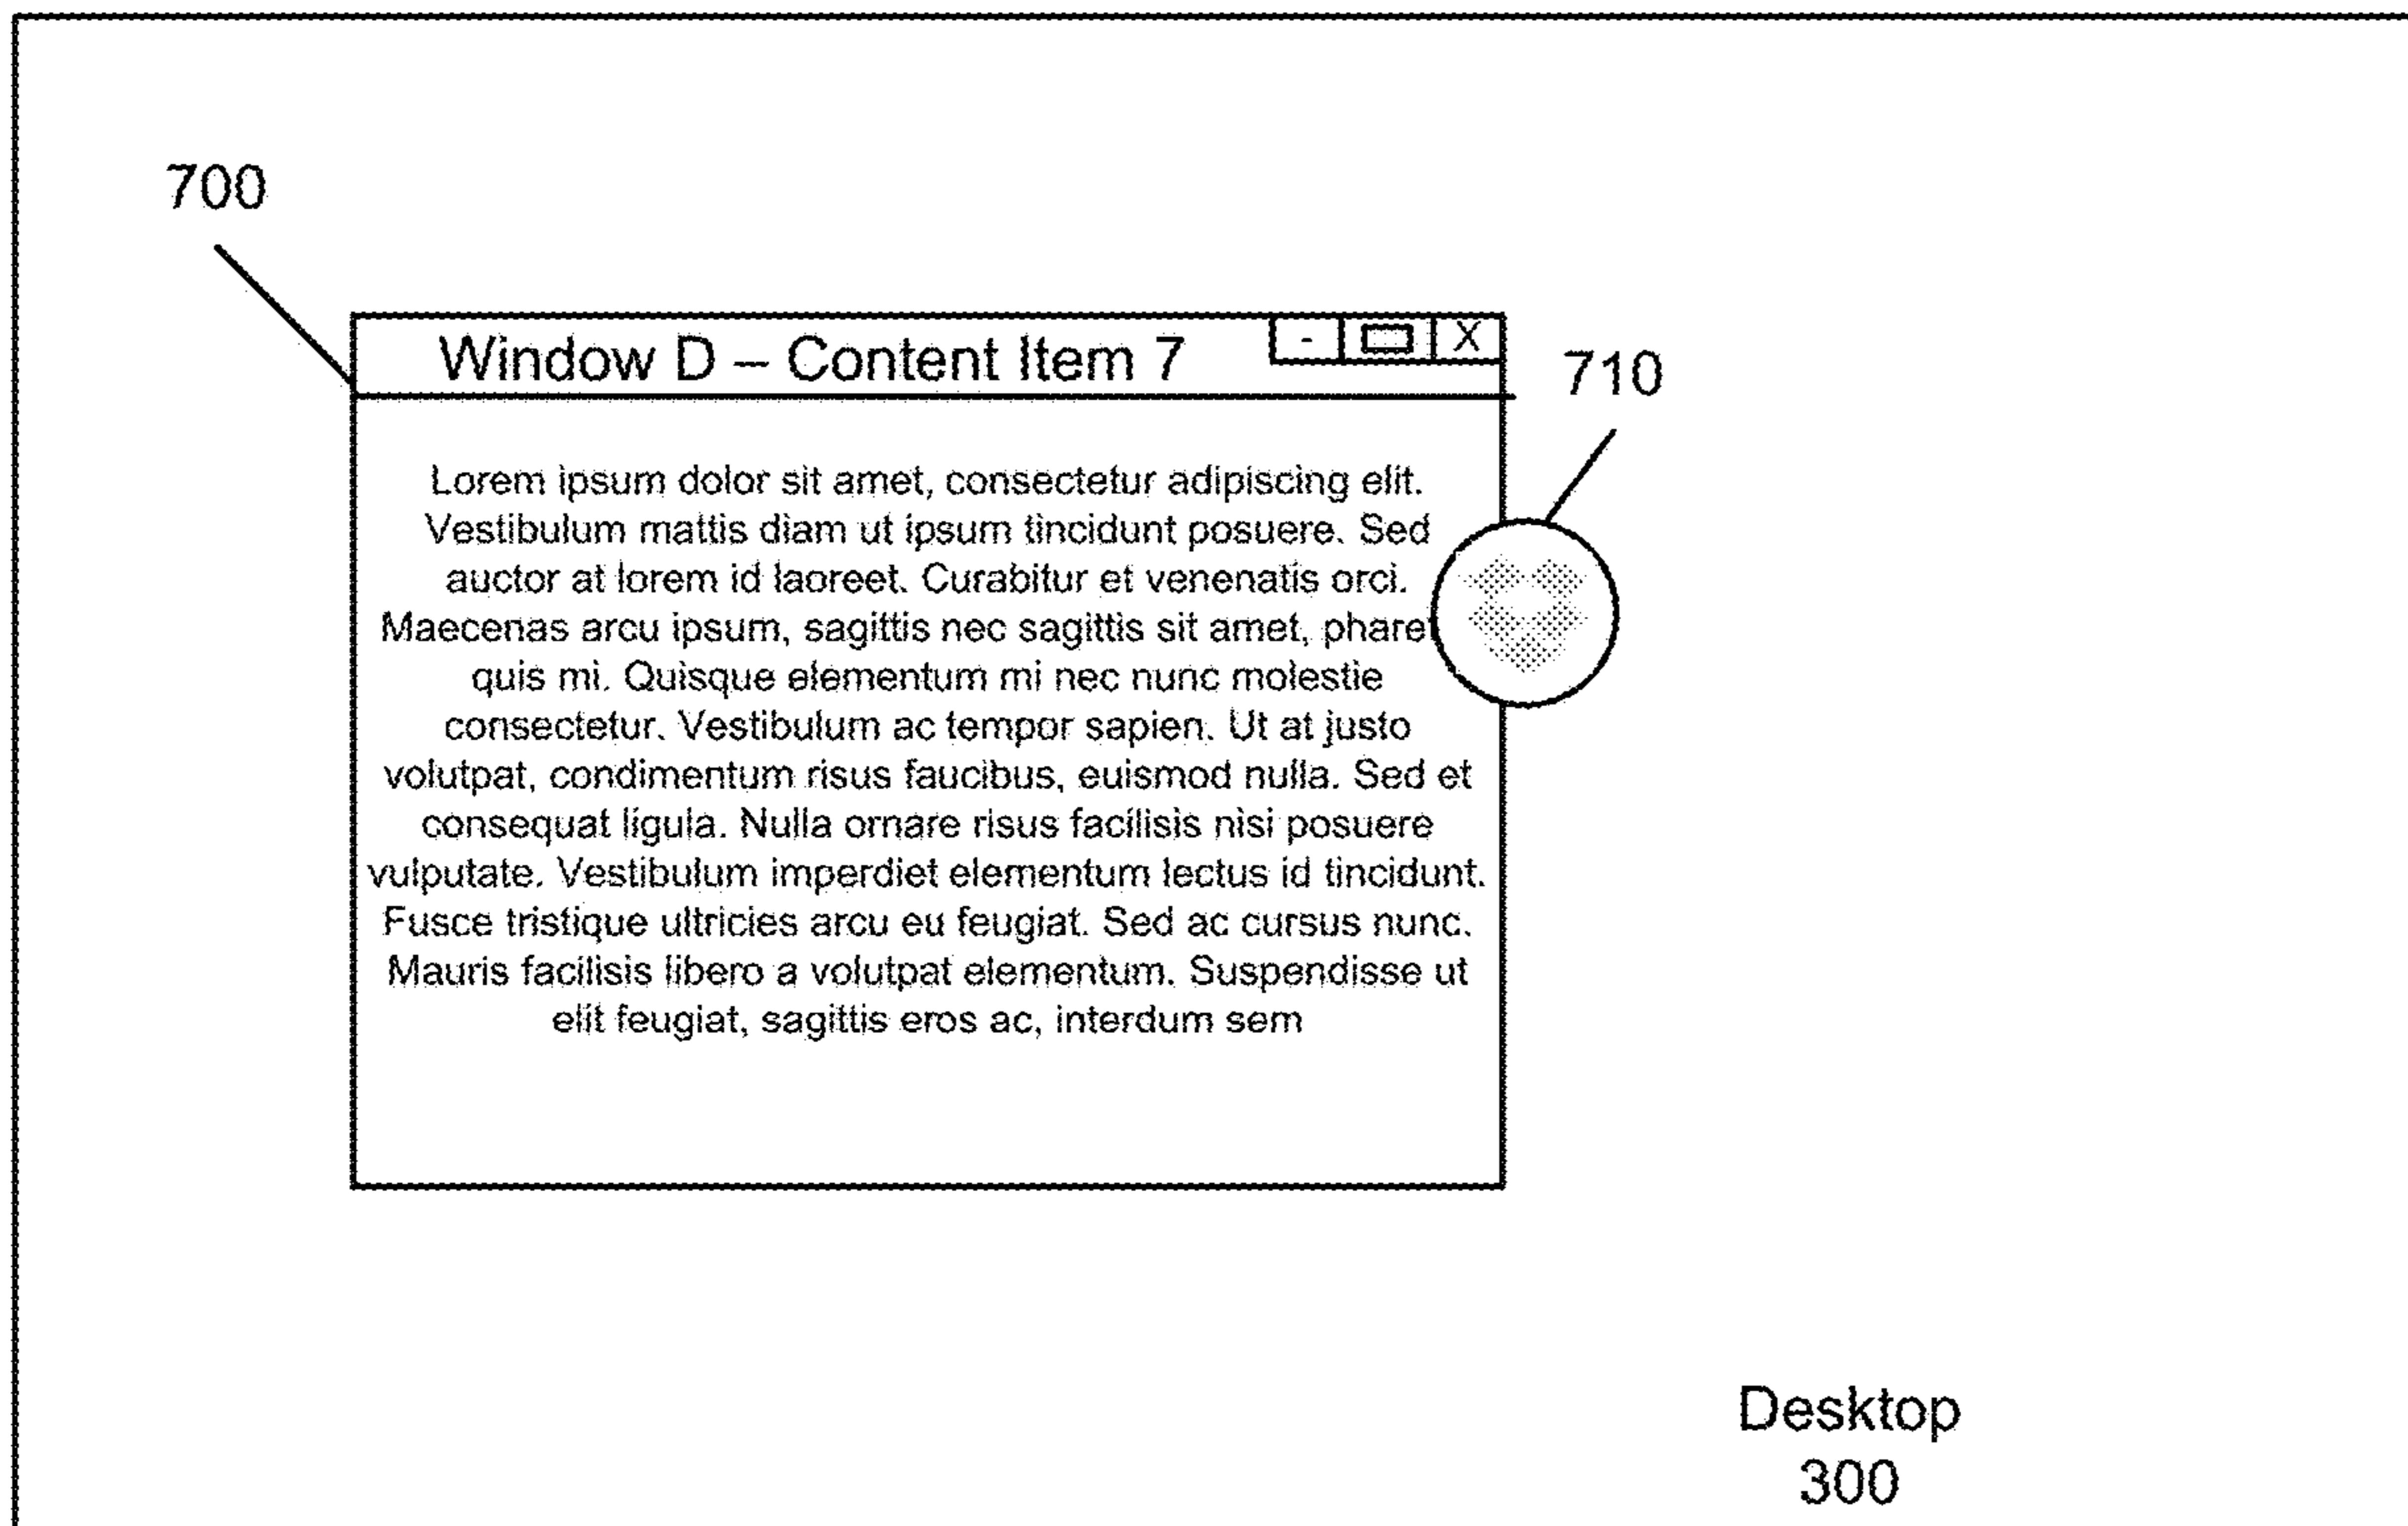 700
Window D – Content Item 7
- X
710
Lorem ipsum dolor sit amet, consectetur adipiscing elit.
Vestibulum mattis diam ut ipsum tincidunt posuere. Sed
auctor at lorem id laoreet. Curabitur et venenatis orci.
Maecenas arcu ipsum, sagittis nec sagittis sit amet, phare
quis mi. Quisque elementum mi nec nunc molestie
consectetur. Vestibulum ac tempor sapien. Ut at justo
volutpat, condimentum risus faucibus, euismod nulla. Sed et
consequat ligula. Nulla ornare risus facilisis nisi posuere
vulputate. Vestibulum imperdiet elementum lectus id tincidunt.
Fusce tristique ultricies arcu eu feugiat. Sed ac cursus nunc.
Mauris facilisis libero a volutpat elementum. Suspendisse ut
elit feugiat, sagittis eros ac, interdum sem
Desktop
300